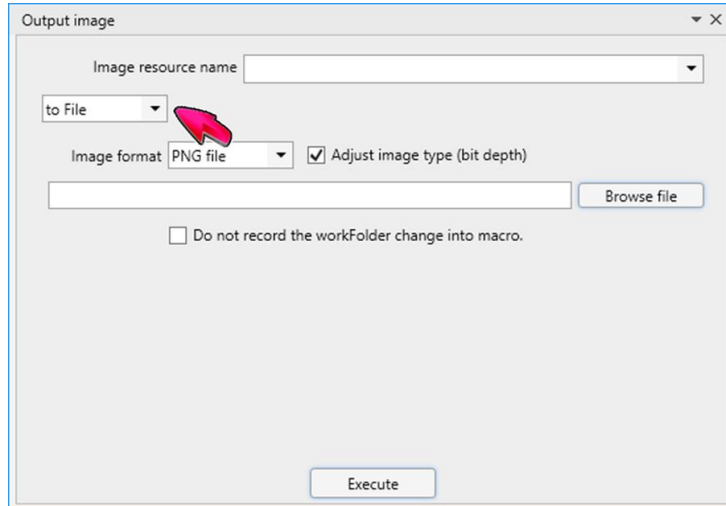 Output image
Image resource name
to File
Image format PNG file Adjust image type (bit depth)
Browse file
Do not record the workFolder change into macro.
Execute